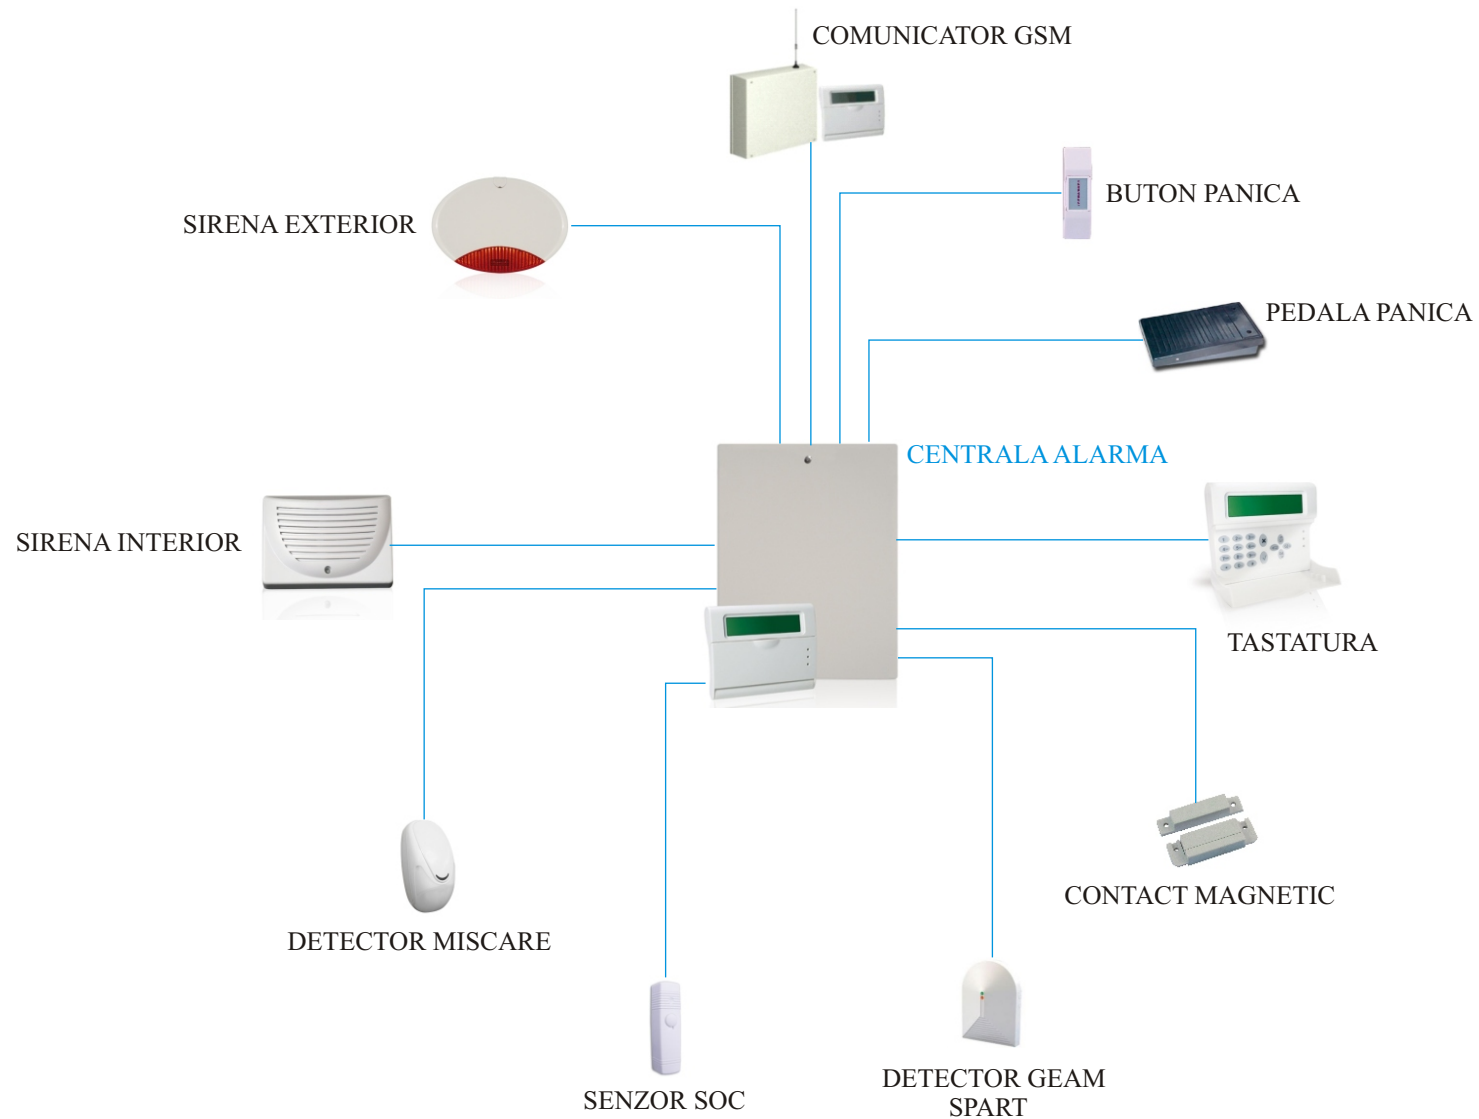 COMUNICATOR GSM
BUTON PANICA
SIRENA EXTERIOR
PEDALA PANICA
CENTRALA ALARMA
SIRENA INTERIOR
TASTATURA
CONTACT MAGNETIC
DETECTOR MISCARE
DETECTOR GEAM
SPART
SENZOR SOC